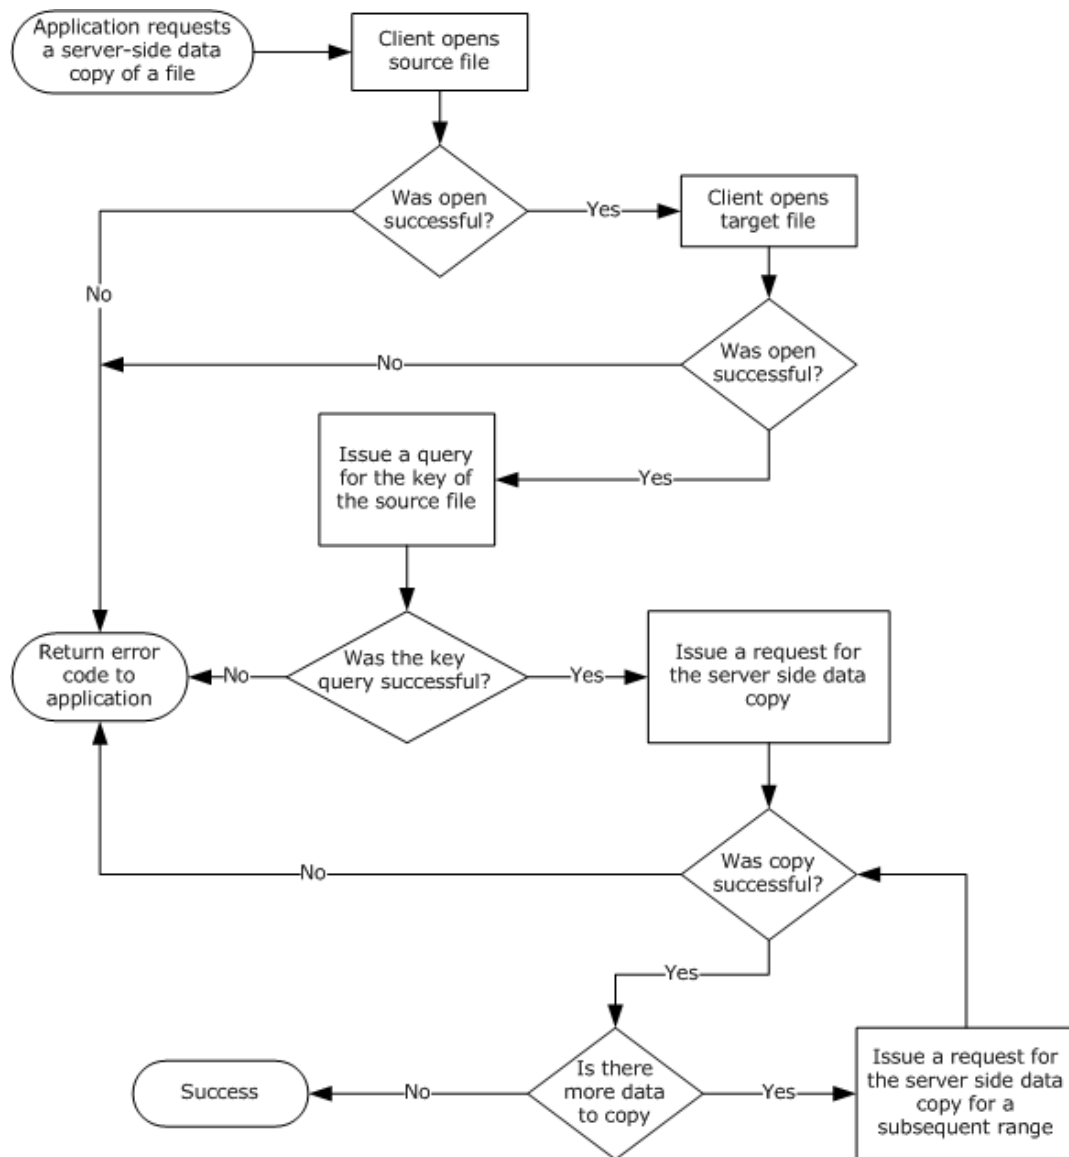 Application requests
a server-side data
copy of a file
Client opens
source file
Was open
successful?
Yes
Client opens
target file
No
Was open
successful?
No
Issue a query
for the key of
the source file
Yes
Return error
code to
application
No
Was the key
query successful?
Yes
Issue a request for
the server side data
copy
No
Was copy
successful?
Yes
Success
No
Is there
more data
to copy
Yes
Issue a request for
the server side data
copy for a
subsequent range